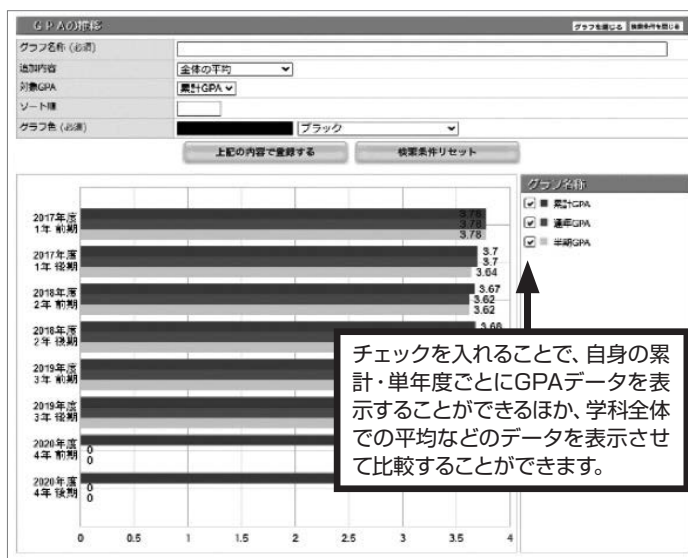 GPAの推移
グラフを閉じる 検索条件を閉じる
グラフ名称 (必須)
追加内容 全体の平均
対象GPA 累計GPA
ソート順
グラフ色 (必須) ブラック
上記の内容で登録する 検索条件リセット
グラフ名称
累計GPA
通年GPA
半期GPA
2017年度
1年 前期
3.78
3.78
3.78
2017年度
1年 後期
3.7
3.7
3.64
2018年度
2年 前期
3.67
3.62
3.62
2018年度
2年 後期
3.66
2019年度
3年 前期
2019年度
3年 後期
2020年度
4年 前期
0
0
2020年度
4年 後期
0
0
0 0.5 1 1.5 2 2.5 3 3.5 4
チェックを入れることで、自身の累
計・単年度ごとにGPAデータを表
示することができるほか、学科全体
での平均などのデータを表示させ
て比較することができます。